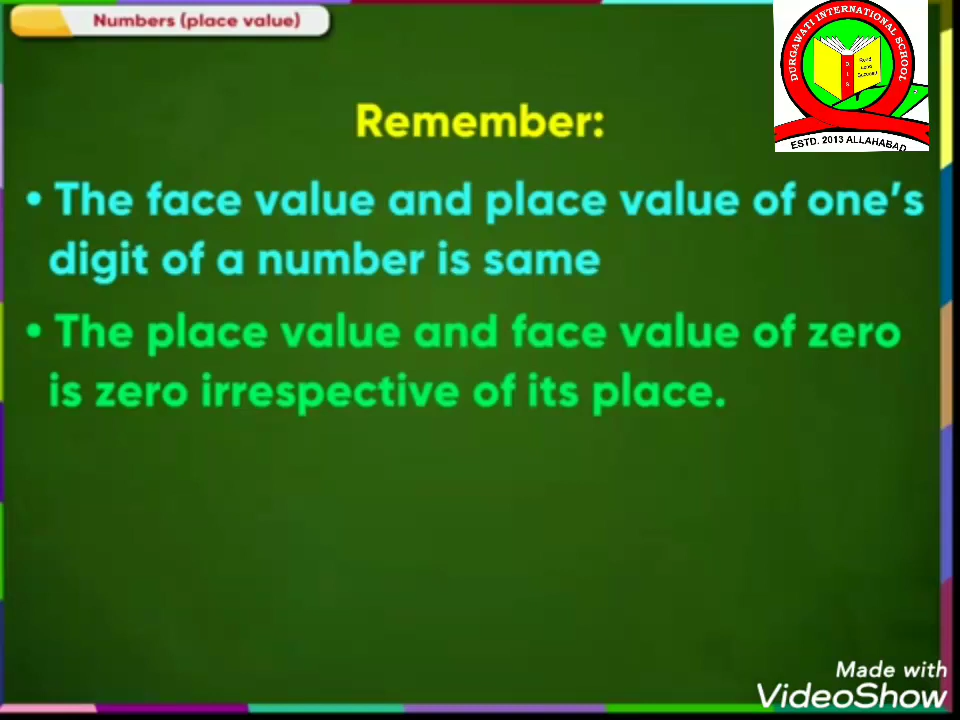 Numbers (place value)
DURGAWATI INTERNATIONAL SCHOOL
D
I
S
ESTD. 2013 ALLAHABAD
Remember:
• The face value and place value of one's
digit of a number is same
• The place value and face value of zero
is zero irrespective of its place.
Made with
VideoShow